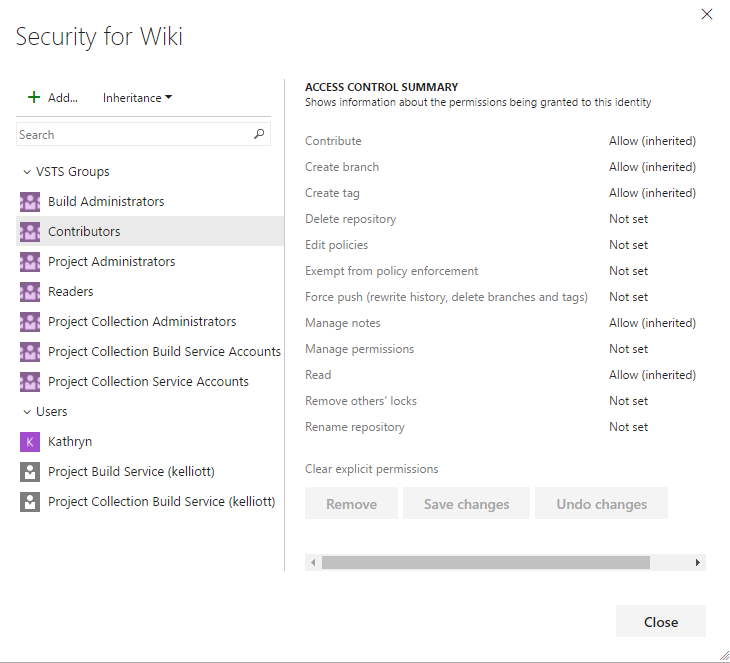 Security for Wiki
Add...
Inheritance
Search
VSTS Groups
Build Administrators
Contributors
Project Administrators
Readers
Project Collection Administrators
Project Collection Build Service Accounts
Project Collection Service Accounts
Users
K Kathryn
Project Build Service (kelliott)
Project Collection Build Service (kelliott)
ACCESS CONTROL SUMMARY
Shows information about the permissions being granted to this identity
Contribute Allow (inherited)
Create branch Allow (inherited)
Create tag Allow (inherited)
Delete repository Not set
Edit policies Not set
Exempt from policy enforcement Not set
Force push (rewrite history, delete branches and tags) Not set
Manage notes Allow (inherited)
Manage permissions Not set
Read Allow (inherited)
Remove others' locks Not set
Rename repository Not set
Clear explicit permissions
Remove Save changes Undo changes
Close